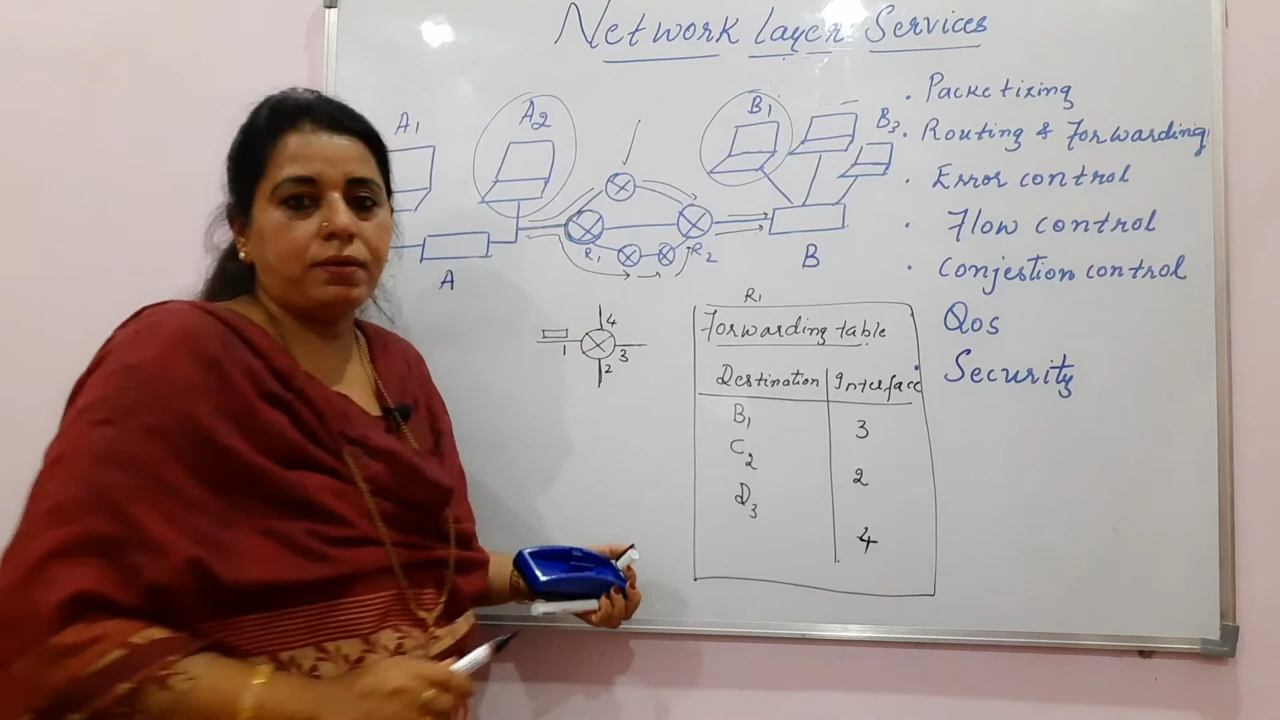 Network layer Services
A1
A2
B1
B3
R1
R2
A
B
. Packetizing
. Routing & Forwarding
. Error control
. Flow control
. Conjestion control
Qos
Security
4
1
3
2
R1
Forwarding table
Destination Interface
B1 3
C2 2
D3 4